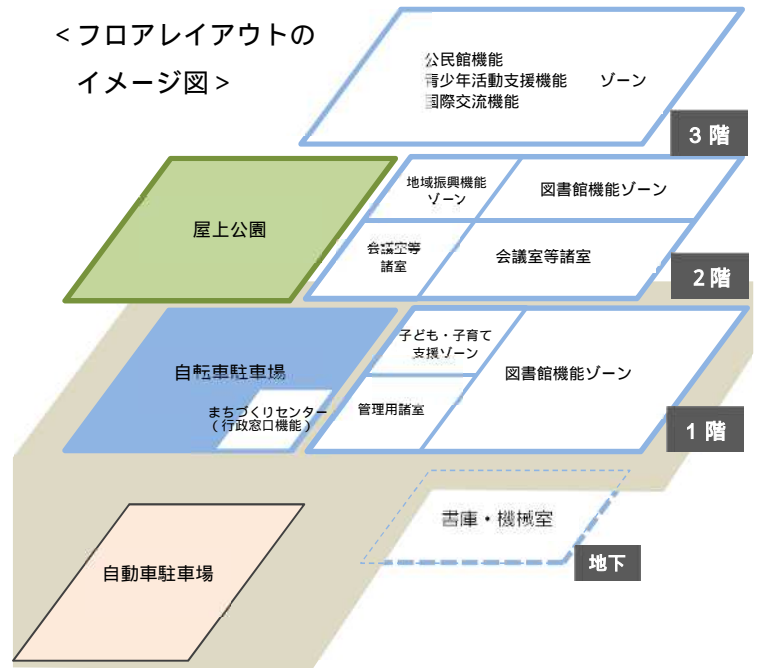 <フロアレイアウトの
イメージ図>
公民館機能
青少年活動支援機能 ゾーン
国際交流機能
3階
地域振興機能
ゾーン
図書館機能ゾーン
屋上公園
会議室等
諸室
会議室等諸室
2階
子ども・子育て
支援ゾーン
自転車駐車場
図書館機能ゾーン
まちづくりセンター
(行政窓口機能)
管理用諸室
1階
書庫・機械室
地下
自動車駐車場